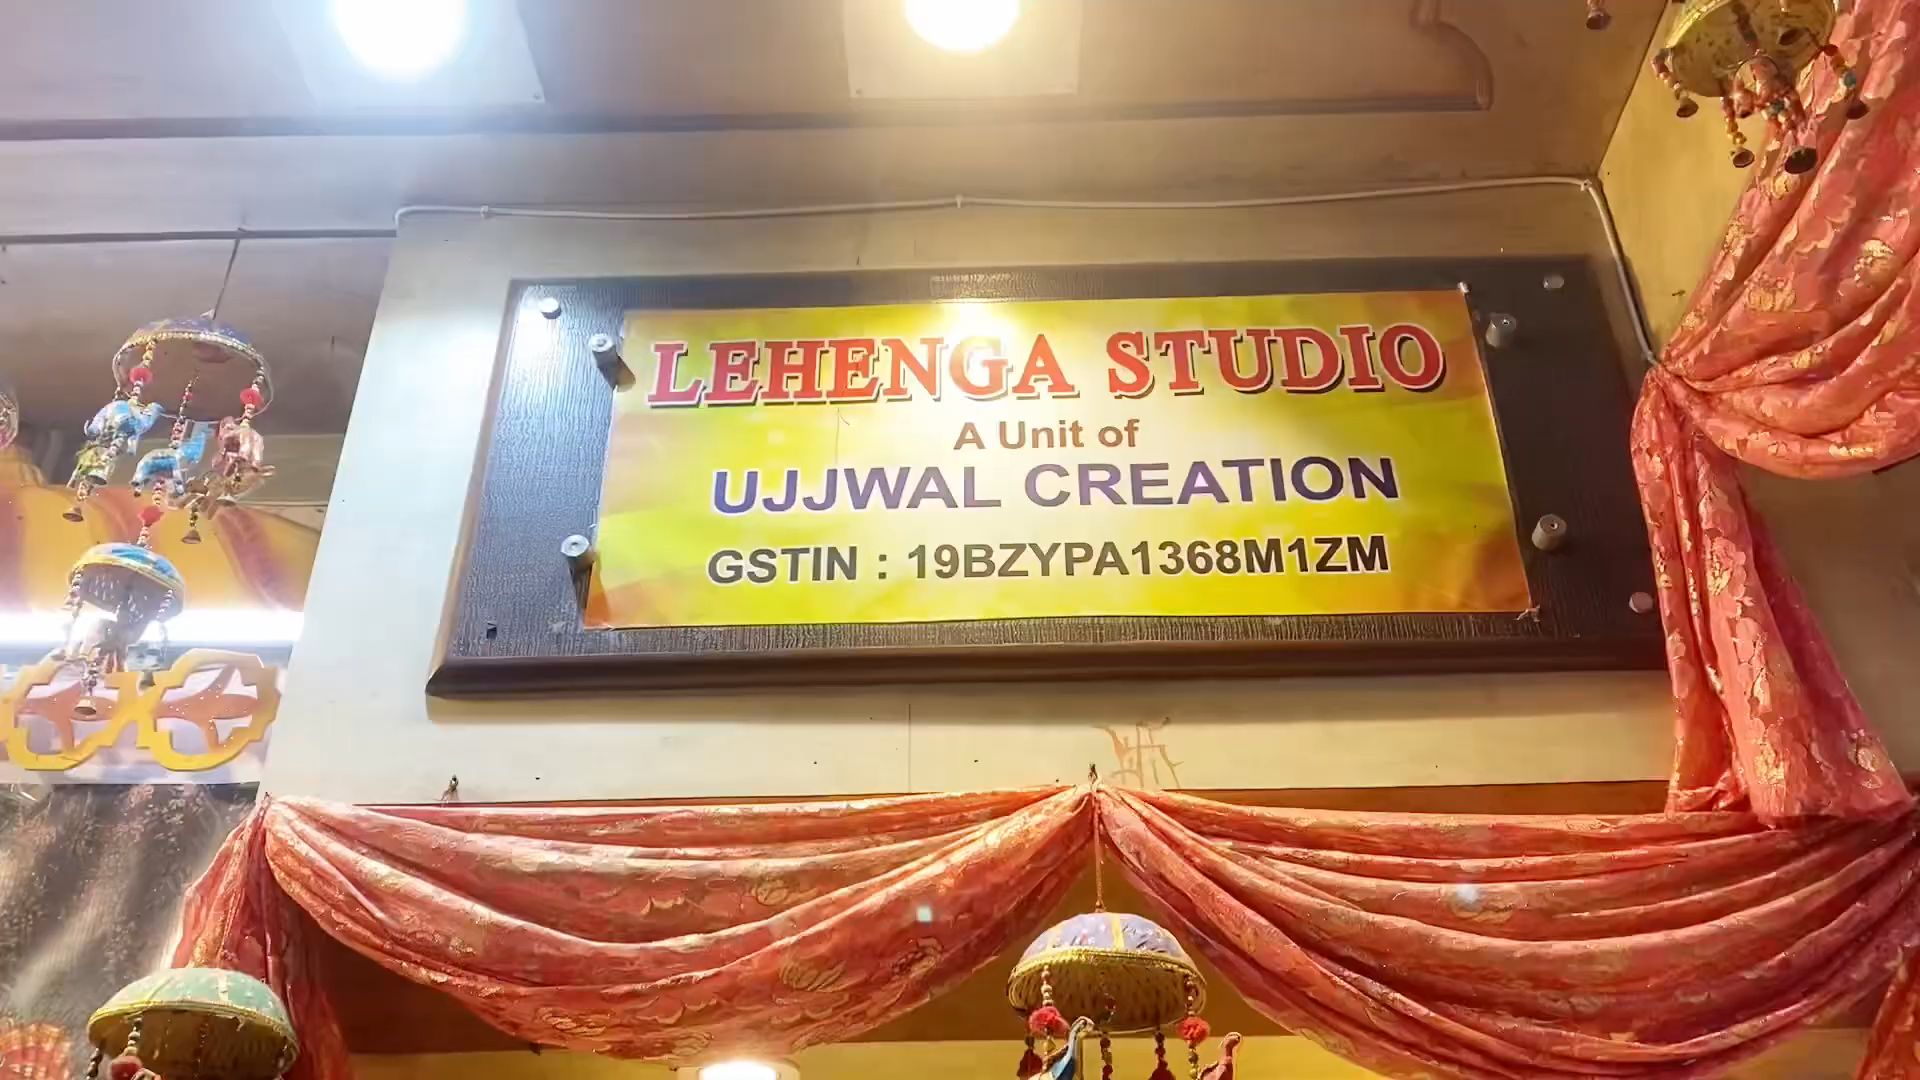 LEHENGA STUDIO
A Unit of
UJJWAL CREATION
GSTIN : 19BZYPA1368M1ZM